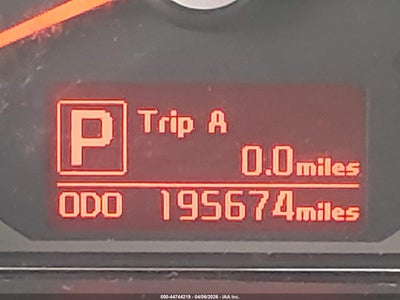 P
Trip A
0.0miles
ODO 195674miles
000-44744219 - 04/09/2026 - IAA Inc.